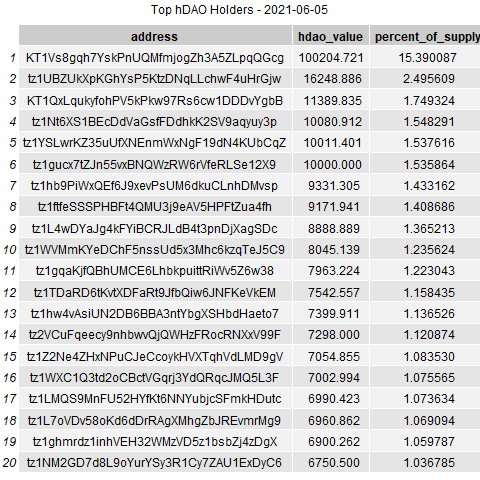 Top hDAO Holders - 2021-06-05
address hdao_value percent_of_supply
1 KT1Vs8gqh7YskPnUQMfmjogZh3A5ZLpqQGcg 100204.721 15.390087
2 tz1UBZUkXpKGhYsP5KtzDNqLLchwF4uHrGjw 16248.886 2.495609
3 KT1QxLqukyfohPV5kPkw97Rs6cw1DDDvYgbB 11389.835 1.749324
4 tz1Nt6XS1BEcDdVaGsfFDdhkK2SV9aqyuy3p 10080.912 1.548291
5 tz1YSLwrKZ35uUfXNEnmWxNgF19dN4KUbCqZ 10011.401 1.537616
6 tz1gucx7tZJn55vxBNQWzRW6rVfeRLSe12X9 10000.000 1.535864
7 tz1hb9PiWxQEf6J9xevPsUM6dkuCLnhDMvsp 9331.305 1.433162
8 tz1ftfeSSSPHBFt4QMU3j9eAV5HPFtZua4fh 9171.941 1.408686
9 tz1L4wDYaJg4kFYiBCRJLdB4t3pnDjXagSDc 8888.889 1.365213
10 tz1WVMmKYeDChF5nssUd5x3Mhc6kzqTeJ5C9 8045.139 1.235624
11 tz1gqaKjfQBhUMCE6LhbkpuittRiWv5Z6w38 7963.224 1.223043
12 tz1TDaRD6tKvtXDFaRt9JfbQiw6JNFKeVkEM 7542.557 1.158435
13 tz1hw4vAsiUN2DB6BBA3ntYbgXSHbdHaeto7 7399.911 1.136526
14 tz2VCuFqeecy9nhbwvQjQWHzFRocRNXxV99F 7298.000 1.120874
15 tz1Z2Ne4ZHxNPuCJeCcoykHVXTqhVdLMD9gV 7054.855 1.083530
16 tz1WXC1Q3td2oCBctVGqrj3YdQRqcJMQ5L3F 7002.994 1.075565
17 tz1LMQS9MnFU52HYfKt6NNYubjcSFmkHDutc 6990.423 1.073634
18 tz1L7oVDv58oKd6dDrRAgXMhgZbJREvmrMg9 6960.862 1.069094
19 tz1ghmrdz1inhVEH32WMzVD5z1bsbZj4zDgX 6900.262 1.059787
20 tz1NM2GD7d8L9oYurYSy3R1Cy7ZAU1ExDyC6 6750.500 1.036785